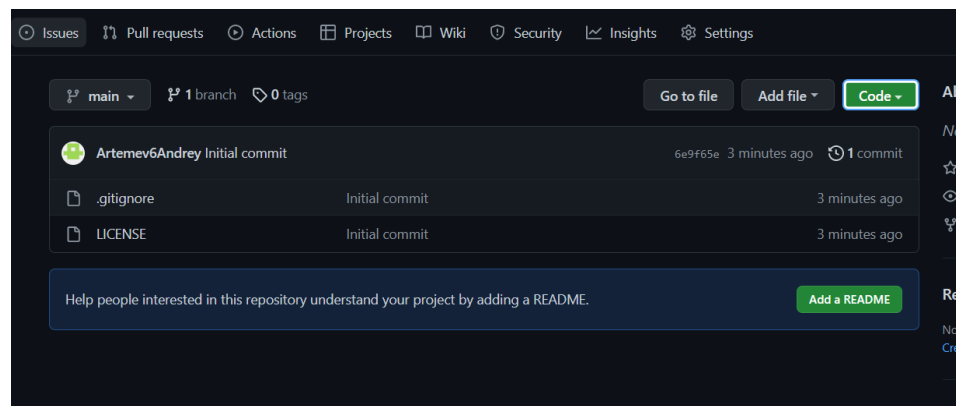 Issues Pull requests Actions Projects Wiki Security Insights Settings
main 1 branch 0 tags Go to file Add file Code
Artemev6Andrey Initial commit 6e9f65e 3 minutes ago 1 commit
.gitignore Initial commit 3 minutes ago
LICENSE Initial commit 3 minutes ago
Help people interested in this repository understand your project by adding a README. Add a README